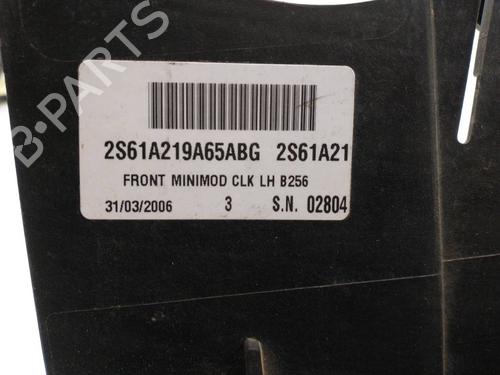 2S61A219A65ABG 2S61A21
FRONT MINIMOD CLK LH B256
31/03/2006 3 S.N. 02804
B-PARTS